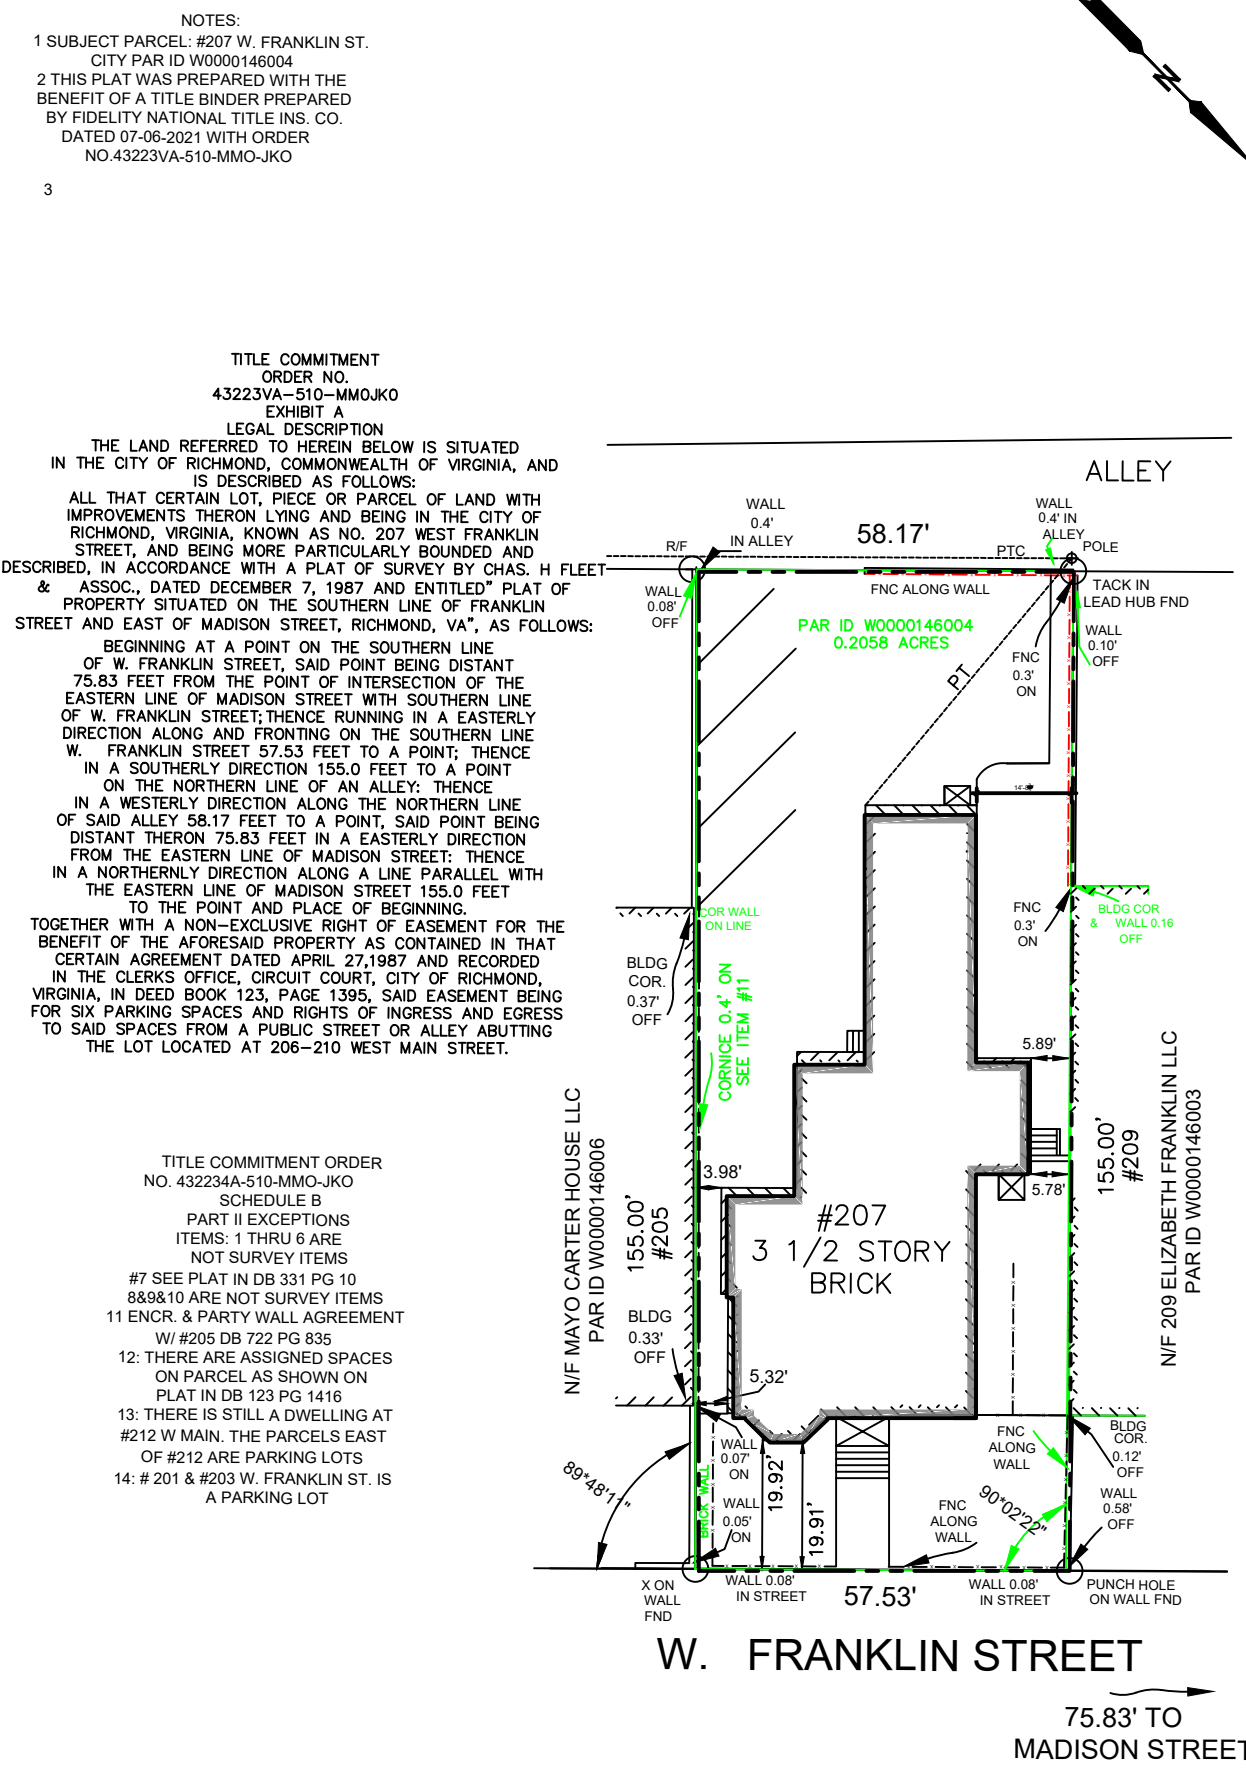 NOTES:
1 SUBJECT PARCEL: #207 W. FRANKLIN ST.
CITY PAR ID W0000146004
2 THIS PLAT WAS PREPARED WITH THE
BENEFIT OF A TITLE BINDER PREPARED
BY FIDELITY NATIONAL TITLE INS. CO.
DATED 07-06-2021 WITH ORDER
NO.43223VA-510-MMO-JKO
3
N
TITLE COMMITMENT
ORDER NO.
43223VA-510-MMOJKO
EXHIBIT A
LEGAL DESCRIPTION
THE LAND REFERRED TO HEREIN BELOW IS SITUATED
IN THE CITY OF RICHMOND, COMMONWEALTH OF VIRGINIA, AND
IS DESCRIBED AS FOLLOWS:
ALL THAT CERTAIN LOT, PIECE OR PARCEL OF LAND WITH
IMPROVEMENTS THERON LYING AND BEING IN THE CITY OF
RICHMOND, VIRGINIA, KNOWN AS NO. 207 WEST FRANKLIN
STREET, AND BEING MORE PARTICULARLY BOUNDED AND
DESCRIBED, IN ACCORDANCE WITH A PLAT OF SURVEY BY CHAS. H FLEET
& ASSOC., DATED DECEMBER 7, 1987 AND ENTITLED" PLAT OF
PROPERTY SITUATED ON THE SOUTHERN LINE OF FRANKLIN
STREET AND EAST OF MADISON STREET, RICHMOND, VA", AS FOLLOWS:
BEGINNING AT A POINT ON THE SOUTHERN LINE
OF W. FRANKLIN STREET, SAID POINT BEING DISTANT
75.83 FEET FROM THE POINT OF INTERSECTION OF THE
EASTERN LINE OF MADISON STREET WITH SOUTHERN LINE
OF W. FRANKLIN STREET; THENCE RUNNING IN A EASTERLY
DIRECTION ALONG AND FRONTING ON THE SOUTHERN LINE
W. FRANKLIN STREET 57.53 FEET TO A POINT; THENCE
IN A SOUTHERLY DIRECTION 155.0 FEET TO A POINT
ON THE NORTHERN LINE OF AN ALLEY: THENCE
IN A WESTERLY DIRECTION ALONG THE NORTHERN LINE
OF SAID ALLEY 58.17 FEET TO A POINT, SAID POINT BEING
DISTANT THERON 75.83 FEET IN A EASTERLY DIRECTION
FROM THE EASTERN LINE OF MADISON STREET: THENCE
IN A NORTHERNLY DIRECTION ALONG A LINE PARALLEL WITH
THE EASTERN LINE OF MADISON STREET 155.0 FEET
TO THE POINT AND PLACE OF BEGINNING.
TOGETHER WITH A NON-EXCLUSIVE RIGHT OF EASEMENT FOR THE
BENEFIT OF THE AFORESAID PROPERTY AS CONTAINED IN THAT
CERTAIN AGREEMENT DATED APRIL 27,1987 AND RECORDED
IN THE CLERKS OFFICE, CIRCUIT COURT, CITY OF RICHMOND,
VIRGINIA, IN DEED BOOK 123, PAGE 1395, SAID EASEMENT BEING
FOR SIX PARKING SPACES AND RIGHTS OF INGRESS AND EGRESS
TO SAID SPACES FROM A PUBLIC STREET OR ALLEY ABUTTING
THE LOT LOCATED AT 206-210 WEST MAIN STREET.
TITLE COMMITMENT ORDER
NO. 432234A-510-MMO-JKO
SCHEDULE B
PART II EXCEPTIONS
ITEMS: 1 THRU 6 ARE
NOT SURVEY ITEMS
#7 SEE PLAT IN DB 331 PG 10
8&9&10 ARE NOT SURVEY ITEMS
11 ENCR. & PARTY WALL AGREEMENT
W/ #205 DB 722 PG 835
12: THERE ARE ASSIGNED SPACES
ON PARCEL AS SHOWN ON
PLAT IN DB 123 PG 1416
13: THERE IS STILL A DWELLING AT
#212 W MAIN. THE PARCELS EAST
OF #212 ARE PARKING LOTS
14: # 201 & #203 W. FRANKLIN ST. IS
A PARKING LOT
ALLEY
WALL
0.4'
IN ALLEY
58.17'
WALL
0.4' IN
ALLEY
R/F
PTC
POLE
WALL
0.08'
OFF
FNC ALONG WALL
TACK IN
LEAD HUB FND
PAR ID W0000146004
0.2058 ACRES
WALL
0.10'
OFF
FNC
0.3'
ON
PT
COR WALL
ON LINE
FNC
0.3'
ON
BLDG COR
& WALL 0.16
OFF
BLDG
COR.
0.37'
OFF
CORNICE 0.4' ON
SEE ITEM #11
5.89'
3.98'
5.78'
N/F MAYO CARTER HOUSE LLC
PAR ID W0000146006
155.00'
#205
#207
3 1/2 STORY
BRICK
155.00'
#209
N/F 209 ELIZABETH FRANKLIN LLC
PAR ID W0000146003
BLDG
0.33'
OFF
5.32'
WALL
0.07'
ON
19.92'
19.91'
FNC
ALONG
WALL
BLDG
COR.
0.12'
OFF
89°48'11"
BRICK WALL
WALL
0.05'
ON
FNC
ALONG
WALL
90°02'22"
WALL
0.58'
OFF
X ON
WALL
FND
WALL 0.08'
IN STREET
57.53'
WALL 0.08'
IN STREET
PUNCH HOLE
ON WALL FND
W. FRANKLIN STREET
75.83' TO
MADISON STREET